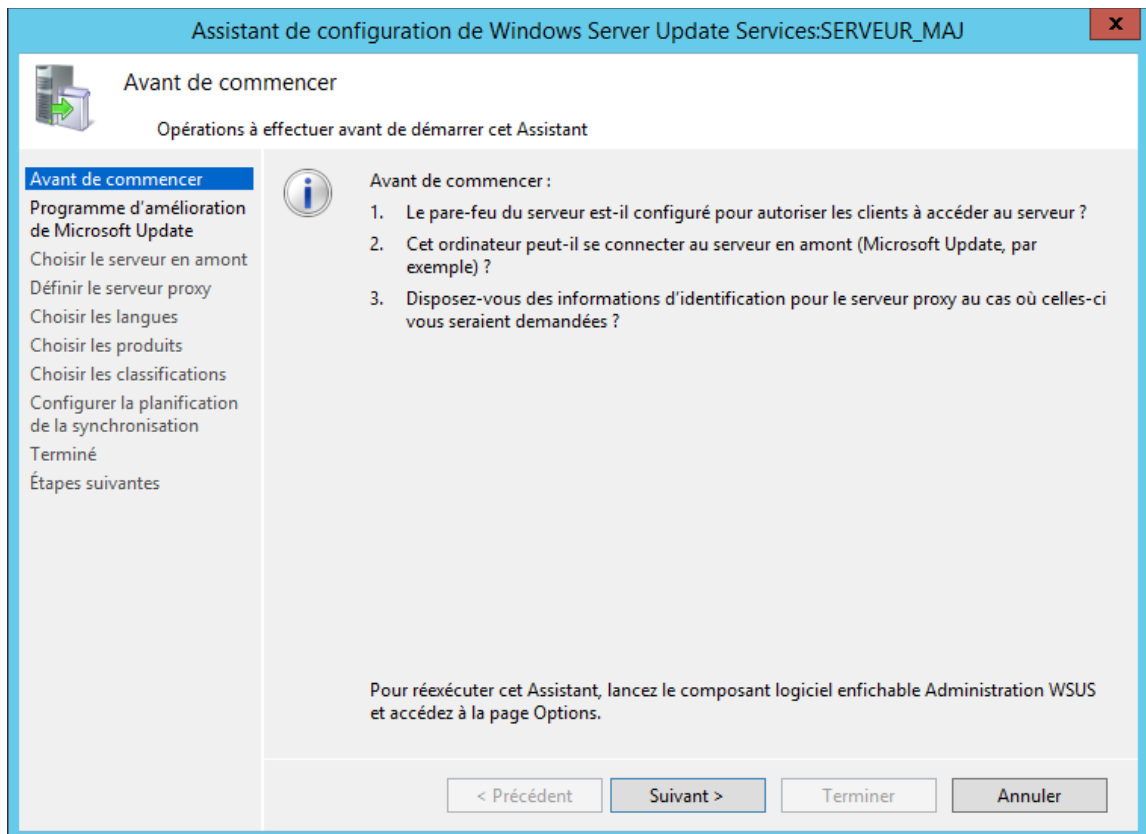 Assistant de configuration de Windows Server Update Services:SERVEUR_MAJ
x
Avant de commencer
Opérations à effectuer avant de démarrer cet Assistant
Avant de commencer
Programme d'amélioration
de Microsoft Update
Choisir le serveur en amont
Définir le serveur proxy
Choisir les langues
Choisir les produits
Choisir les classifications
Configurer la planification
de la synchronisation
Terminé
Étapes suivantes
Avant de commencer :
1. Le pare-feu du serveur est-il configuré pour autoriser les clients à accéder au serveur ?
2. Cet ordinateur peut-il se connecter au serveur en amont (Microsoft Update, par
exemple) ?
3. Disposez-vous des informations d'identification pour le serveur proxy au cas où celles-ci
vous seraient demandées ?
Pour réexécuter cet Assistant, lancez le composant logiciel enfichable Administration WSUS
et accédez à la page Options.
< Précédent Suivant > Terminer Annuler